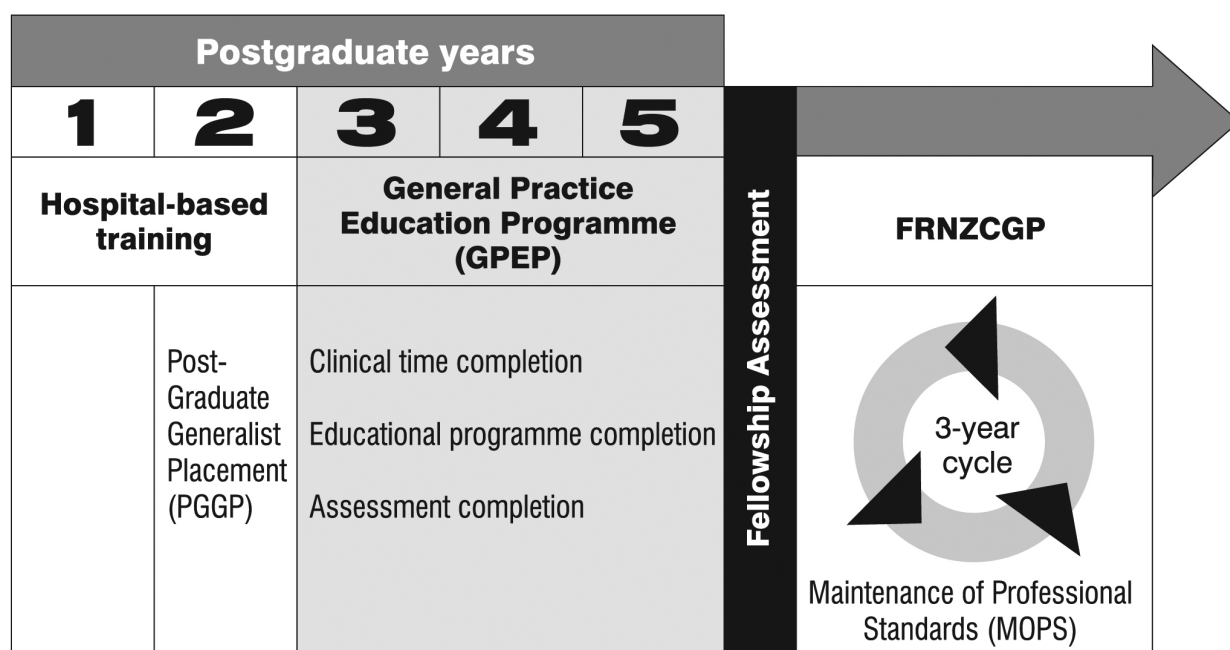 Postgraduate years
1 2 3 4 5
Hospital-based
training
General Practice
Education Programme
(GPEP)
Post-
Graduate
Generalist
Placement
(PGGP)
Clinical time completion
Educational programme completion
Assessment completion
Fellowship Assessment
FRNZCGP
3-year
cycle
Maintenance of Professional
Standards (MOPS)